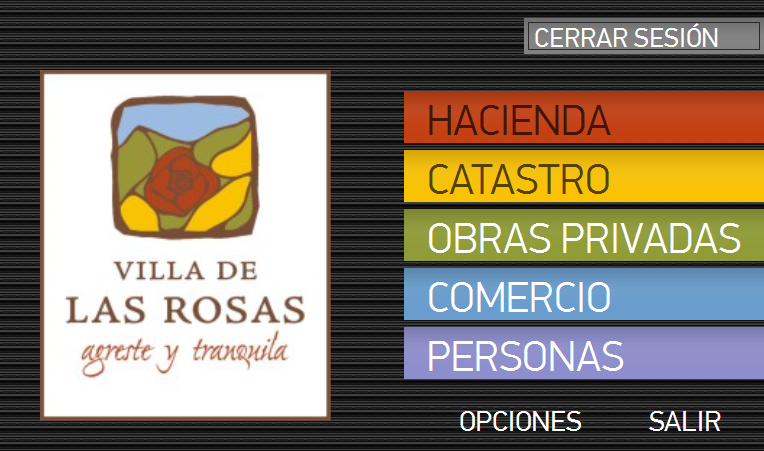 CERRAR SESIÓN
HACIENDA
CATASTRO
OBRAS PRIVADAS
COMERCIO
PERSONAS
VILLA DE
LAS ROSAS
agreste y tranquila
OPCIONES
SALIR